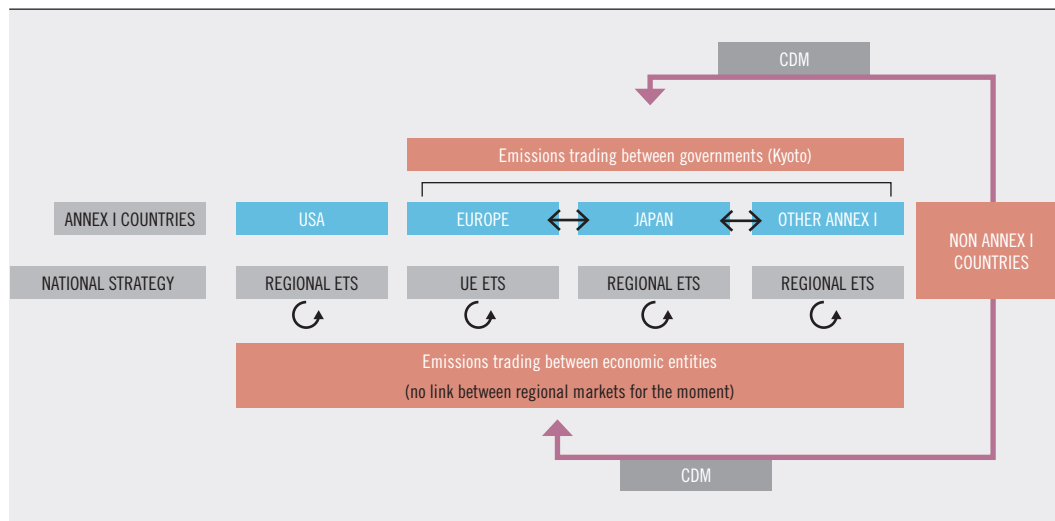 CDM
Emissions trading between governments (Kyoto)
ANNEX I COUNTRIES
USA
EUROPE
JAPAN
OTHER ANNEX I
NON ANNEX I
COUNTRIES
NATIONAL STRATEGY
REGIONAL ETS
UE ETS
REGIONAL ETS
REGIONAL ETS
Emissions trading between economic entities
(no link between regional markets for the moment)
CDM